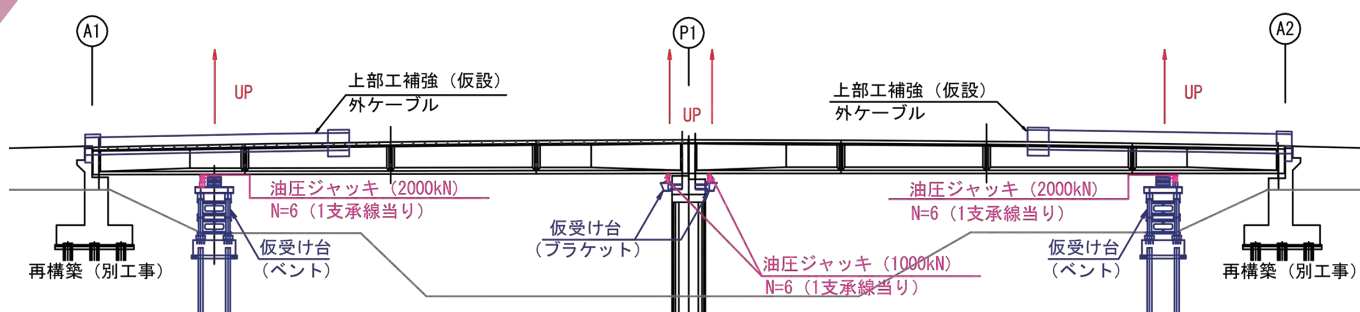 A1
P1
A2
UP
UP
UP
上部工補強（仮設）
外ケーブル
上部工補強（仮設）
外ケーブル
油圧ジャッキ（2000kN）
N=6（1支承線当り）
油圧ジャッキ（2000kN）
N=6（1支承線当り）
仮受け台
（ベント）
仮受け台
（ブラケット）
仮受け台
（ベント）
油圧ジャッキ（1000kN）
N=6（1支承線当り）
再構築（別工事）
再構築（別工事）